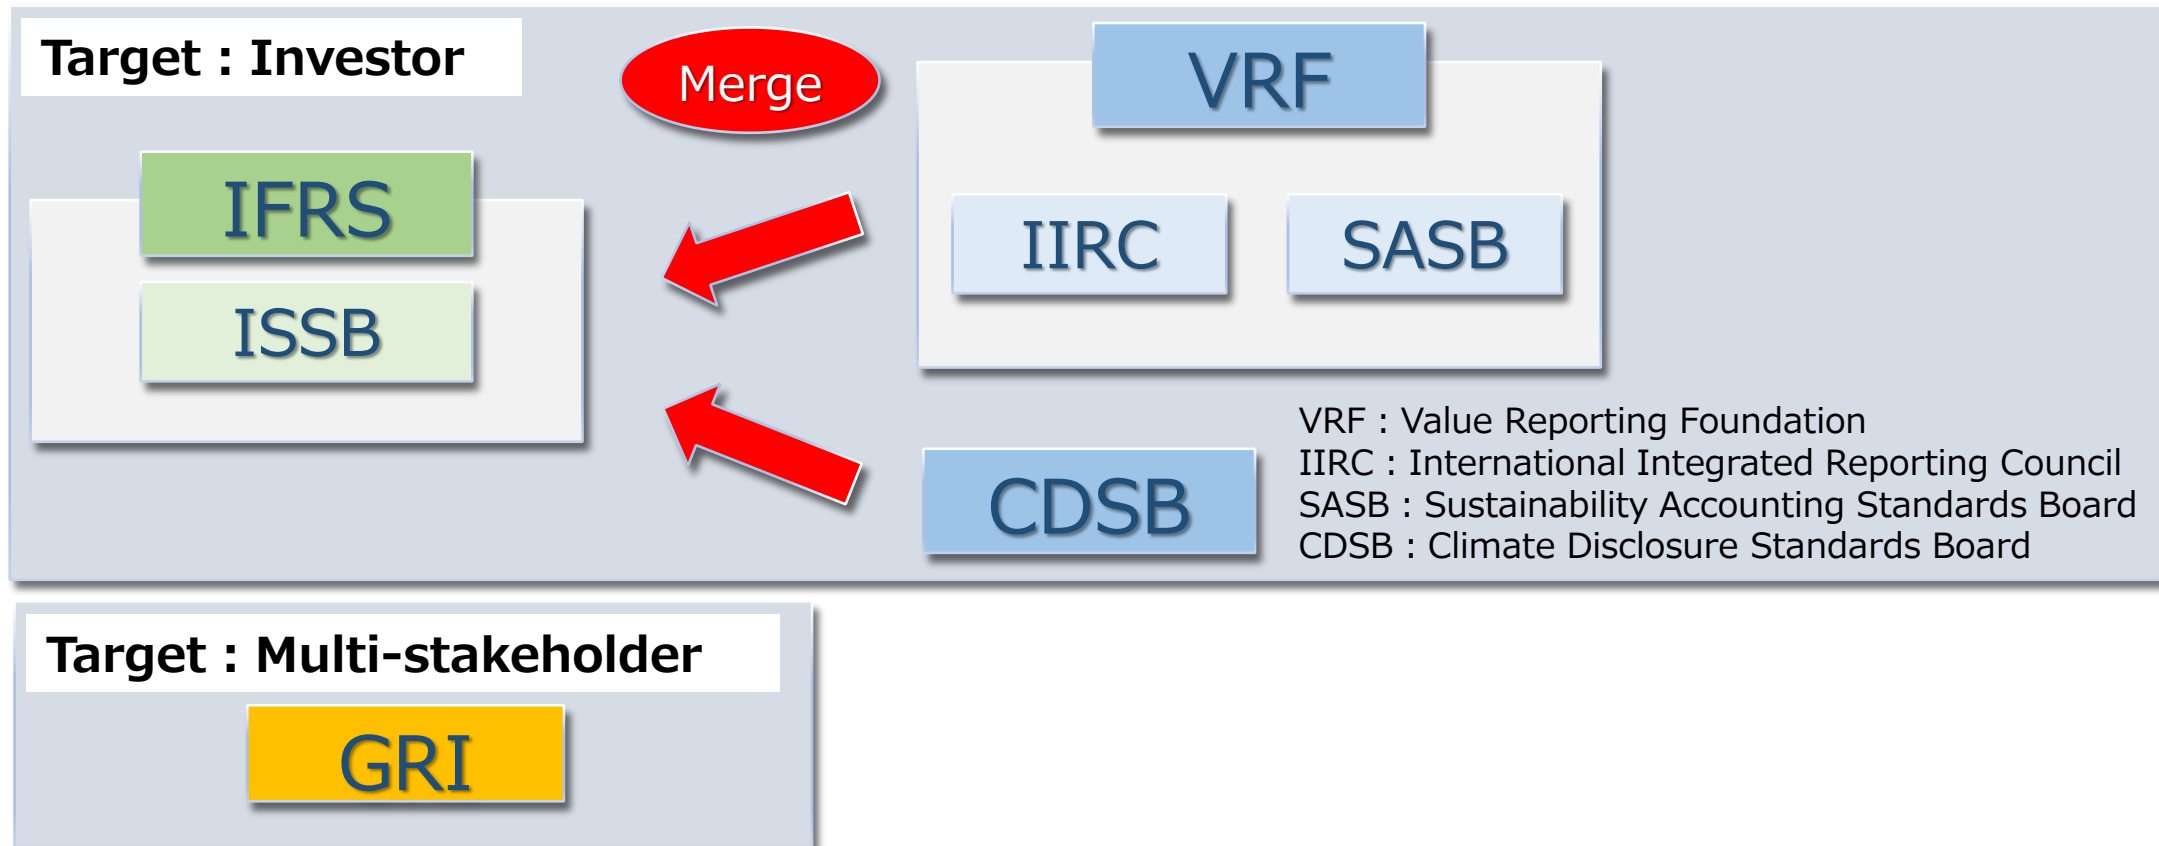 Target : Investor
Merge
VRF
IFRS
ISSB
IIRC
SASB
CDSB
VRF : Value Reporting Foundation
IIRC : International Integrated Reporting Council
SASB : Sustainability Accounting Standards Board
CDSB : Climate Disclosure Standards Board
Target : Multi-stakeholder
GRI